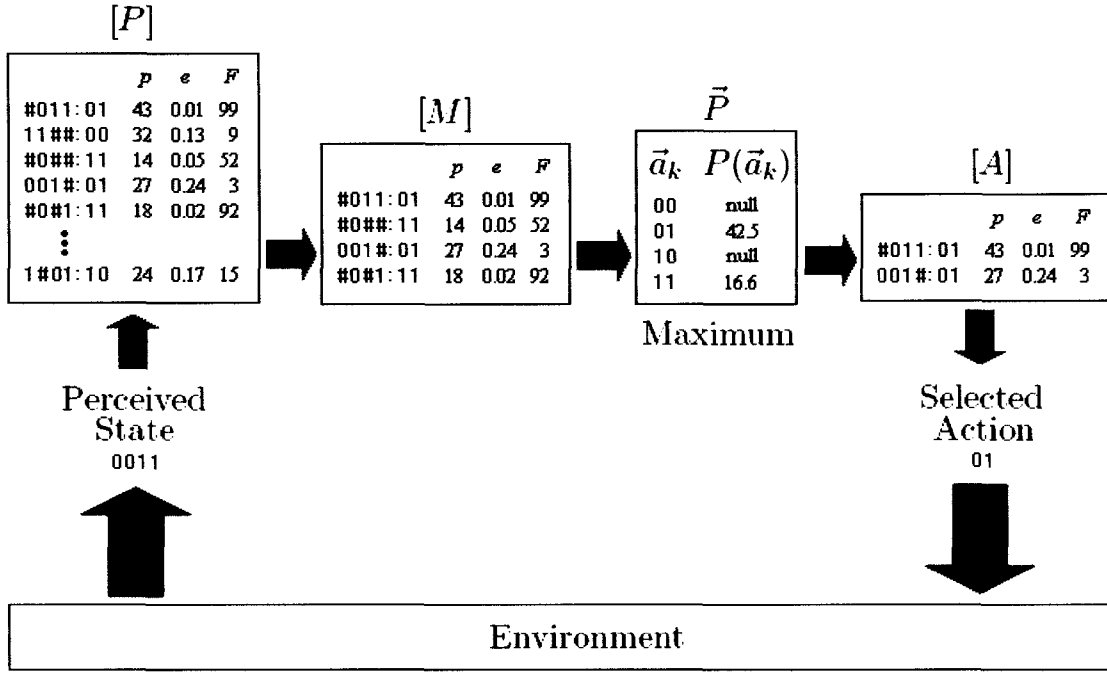 [P]
p e F
#011:01 43 0.01 99
11##:00 32 0.13 9
#0##:11 14 0.05 52
001#:01 27 0.24 3
#0#1:11 18 0.02 92
⋮
1#01:10 24 0.17 15
[M]
p e F
#011:01 43 0.01 99
#0##:11 14 0.05 52
001#:01 27 0.24 3
#0#1:11 18 0.02 92
P⃗
a⃗ₖ P(a⃗ₖ)
00 null
01 42.5
10 null
11 16.6
Maximum
[A]
p e F
#011:01 43 0.01 99
001#:01 27 0.24 3
Perceived
State
0011
Selected
Action
01
Environment